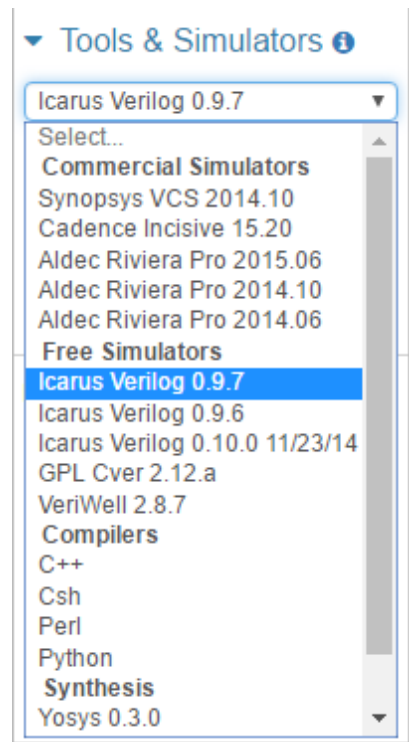 Tools & Simulators
Icarus Verilog 0.9.7
Select...
Commercial Simulators
Synopsys VCS 2014.10
Cadence Incisive 15.20
Aldec Riviera Pro 2015.06
Aldec Riviera Pro 2014.10
Aldec Riviera Pro 2014.06
Free Simulators
Icarus Verilog 0.9.7
Icarus Verilog 0.9.6
Icarus Verilog 0.10.0 11/23/14
GPL Cver 2.12.a
VeriWell 2.8.7
Compilers
C++
Csh
Perl
Python
Synthesis
Yosys 0.3.0